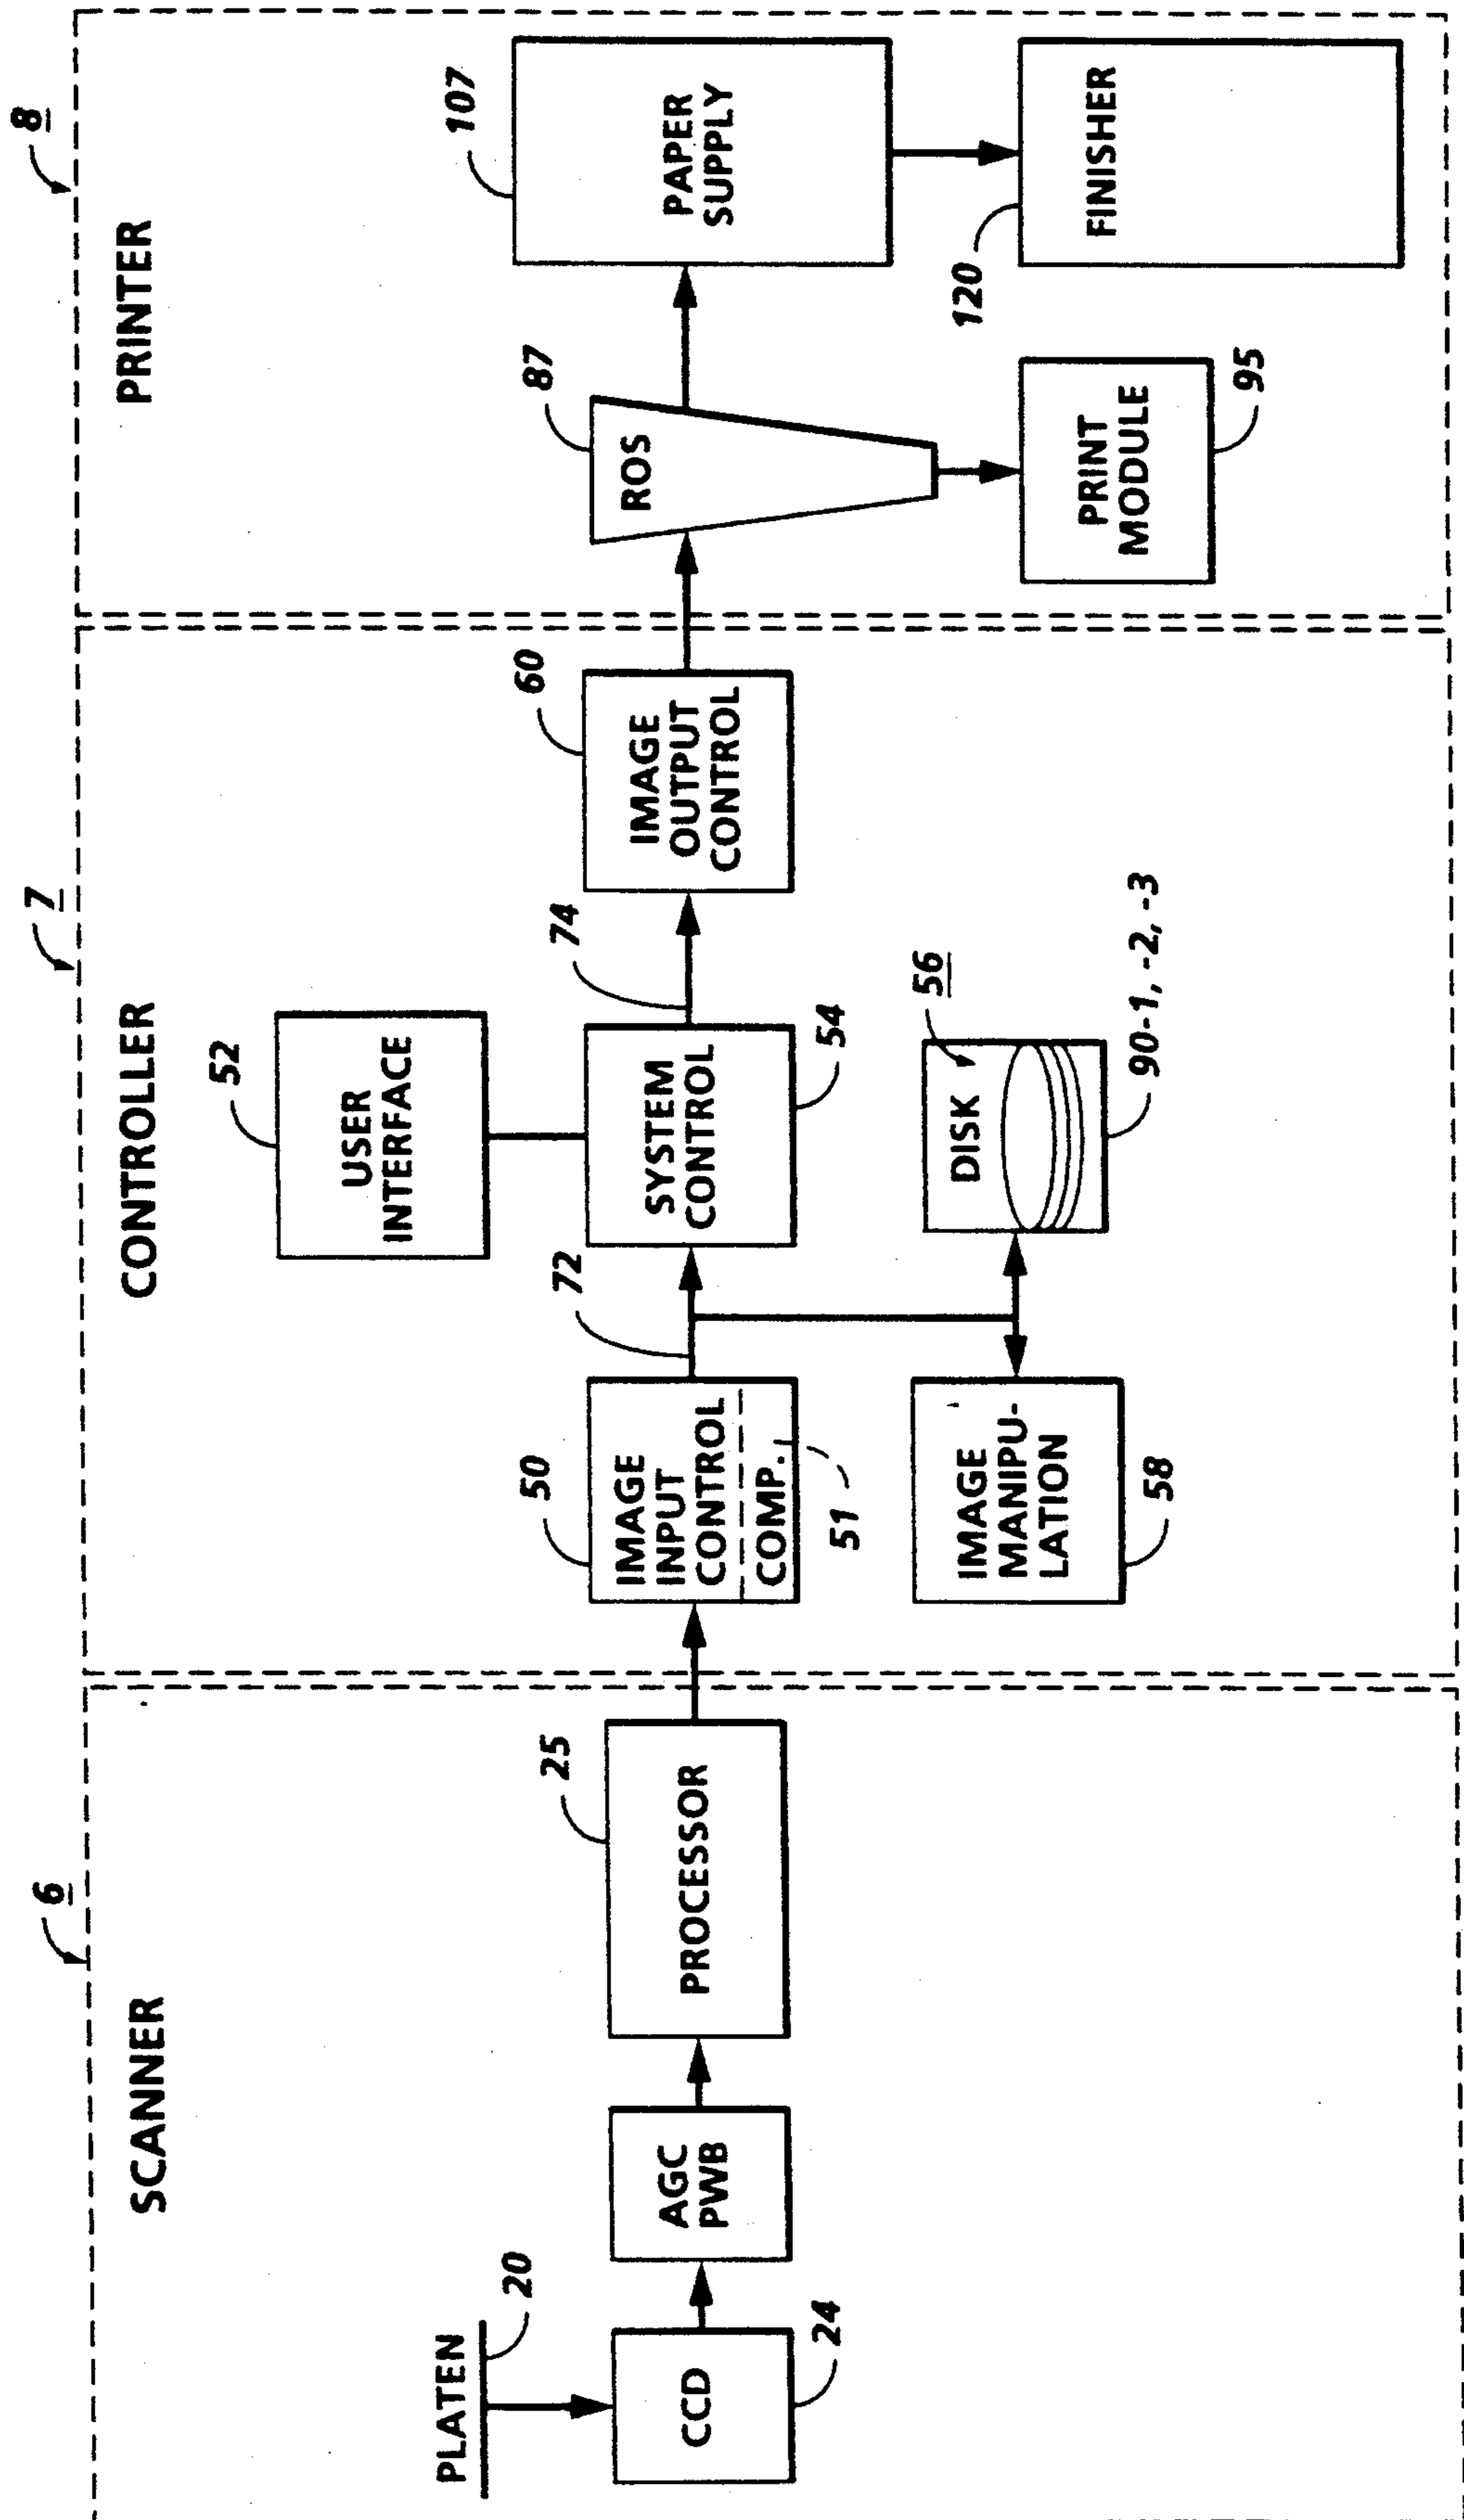 6
SCANNER
PLATEN
20
CCD
24
AGC
PWB
PROCESSOR
25
7
CONTROLLER
52
USER
INTERFACE
50
IMAGE
INPUT
CONTROL
COMP.
51
72
SYSTEM
CONTROL
54
74
IMAGE
OUTPUT
CONTROL
60
IMAGE
MANIPU-
LATION
58
DISK
56
90-1, -2, -3
8
PRINTER
ROS
87
PRINT
MODULE
95
107
PAPER
SUPPLY
120
FINISHER